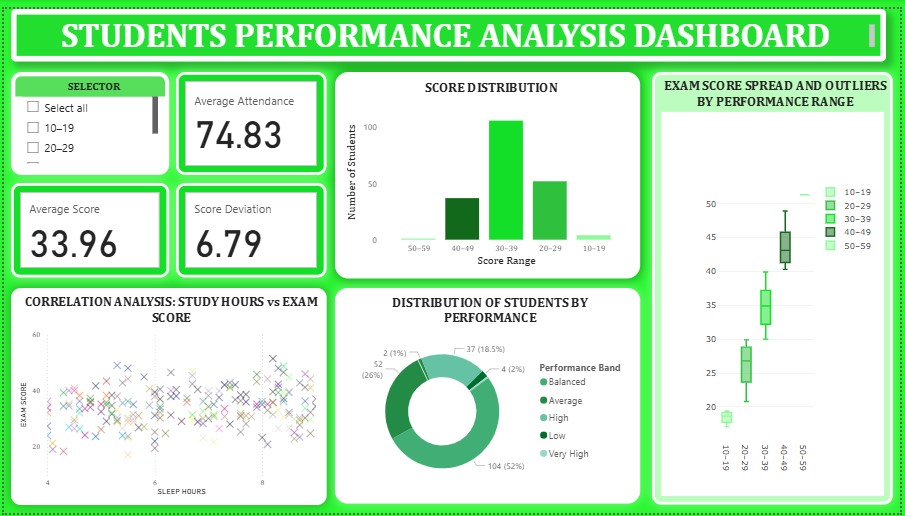 STUDENTS PERFORMANCE ANALYSIS DASHBOARD
SELECTOR
Select all
10–19
20–29
Average Attendance
74.83
Average Score
33.96
Score Deviation
6.79
SCORE DISTRIBUTION
Number of Students
100
50
0
50–59
40–49
30–39
20–29
10–19
Score Range
EXAM SCORE SPREAD AND OUTLIERS
BY PERFORMANCE RANGE
50
45
40
35
30
25
20
10–19
20–29
30–39
40–49
50–59
10–19
20–29
30–39
40–49
50–59
CORRELATION ANALYSIS: STUDY HOURS vs EXAM
SCORE
EXAM SCORE
60
40
20
4
6
8
SLEEP HOURS
DISTRIBUTION OF STUDENTS BY
PERFORMANCE
2 (1%)
37 (18.5%)
52
(26%)
4 (2%)
104 (52%)
Performance Band
Balanced
Average
High
Low
Very High